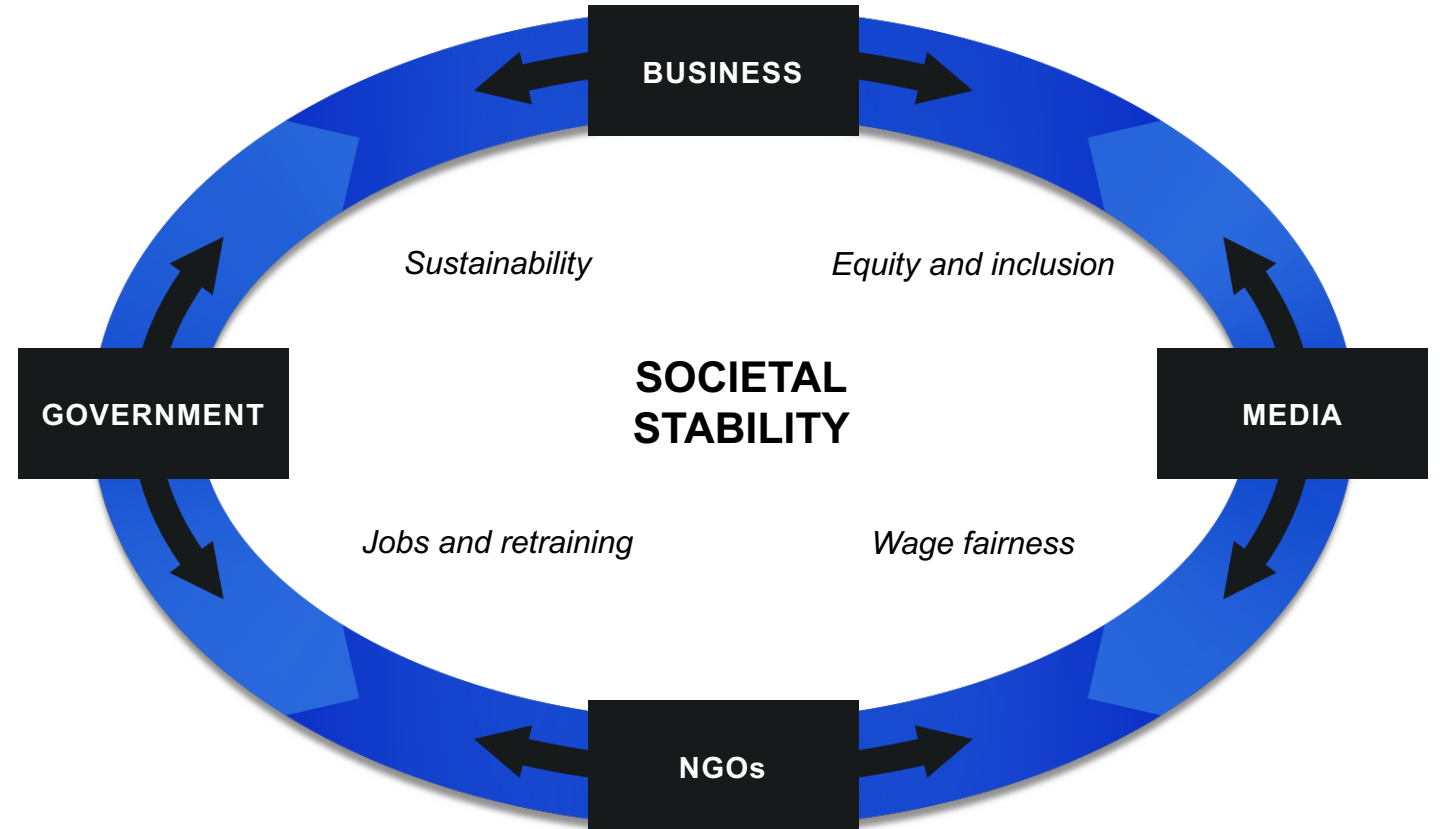 BUSINESS
Sustainability
Equity and inclusion
SOCIETAL
STABILITY
GOVERNMENT
MEDIA
Jobs and retraining
Wage fairness
NGOs